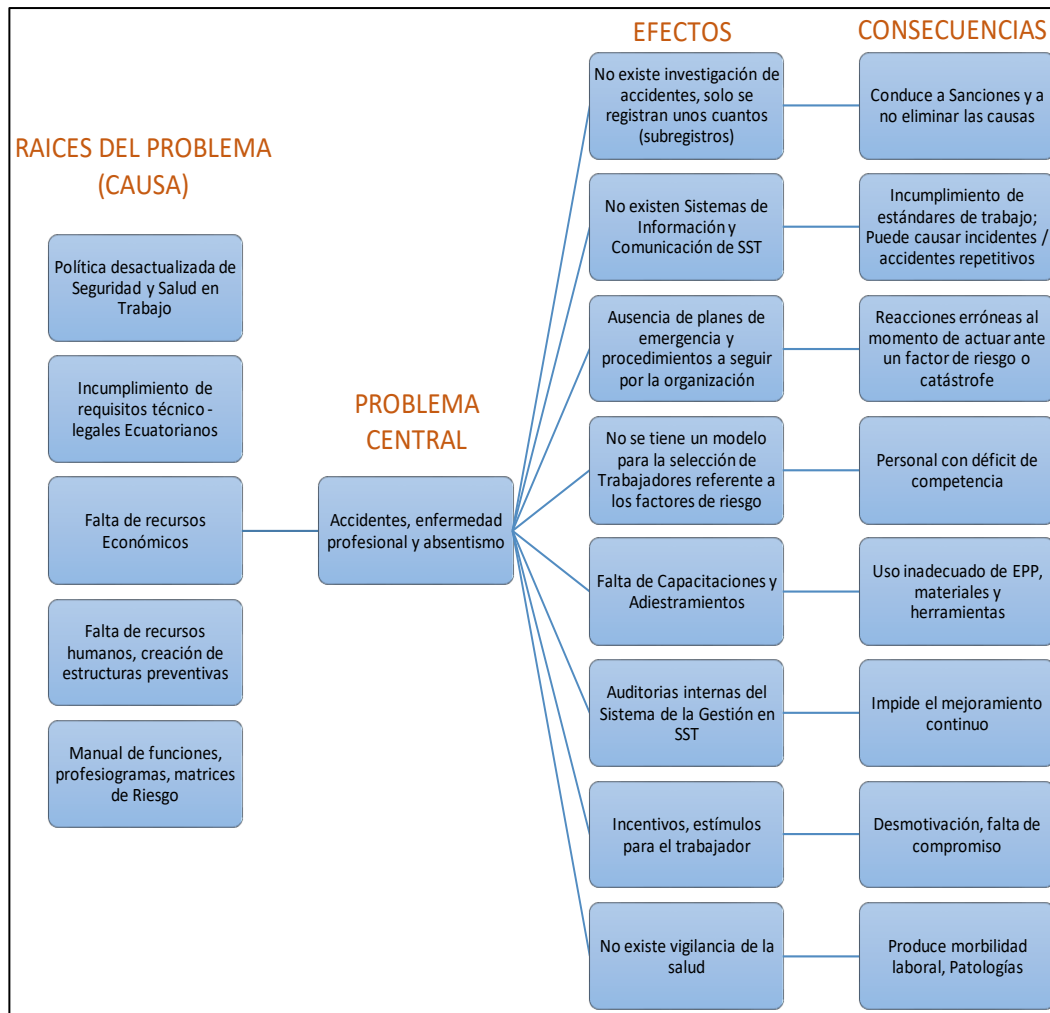 RAICES DEL PROBLEMA
(CAUSA)
Política desactualizada de
Seguridad y Salud en
Trabajo
Incumplimiento de
requisitos técnico -
legales Ecuatorianos
Falta de recursos
Económicos
Falta de recursos
humanos, creación de
estructuras preventivas
Manual de funciones,
profesiogramas, matrices
de Riesgo
PROBLEMA
CENTRAL
Accidentes, enfermedad
profesional y absentismo
EFECTOS
No existe investigación de
accidentes, solo se
registran unos cuantos
(subregistros)
No existen Sistemas de
Información y
Comunicación de SST
Ausencia de planes de
emergencia y
procedimientos a seguir
por la organización
No se tiene un modelo
para la selección de
Trabajadores referente a
los factores de riesgo
Falta de Capacitaciones y
Adiestramientos
Auditorias internas del
Sistema de la Gestión en
SST
Incentivos, estímulos
para el trabajador
No existe vigilancia de la
salud
CONSECUENCIAS
Conduce a Sanciones y a
no eliminar las causas
Incumplimiento de
estándares de trabajo;
Puede causar incidentes /
accidentes repetitivos
Reacciones erróneas al
momento de actuar ante
un factor de riesgo o
catástrofe
Personal con déficit de
competencia
Uso inadecuado de EPP,
materiales y
herramientas
Impide el mejoramiento
continuo
Desmotivación, falta de
compromiso
Produce morbilidad
laboral, Patologías